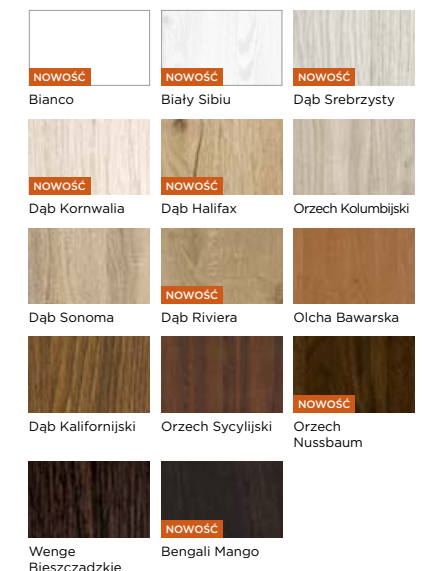 NOWOŚĆ
NOWOŚĆ
NOWOŚĆ
Bianco
Biały Sibiu
Dąb Srebrzysty
NOWOŚĆ
NOWOŚĆ
Dąb Kornwalia
Dąb Halifax
Orzech Kolumbijski
NOWOŚĆ
Dąb Sonoma
Dąb Riviera
Olcha Bawarska
NOWOŚĆ
Dąb Kalifornijski
Orzech Sycylijski
Orzech
Nussbaum
NOWOŚĆ
Wenge
Bieszczadzkie
Bengali Mango